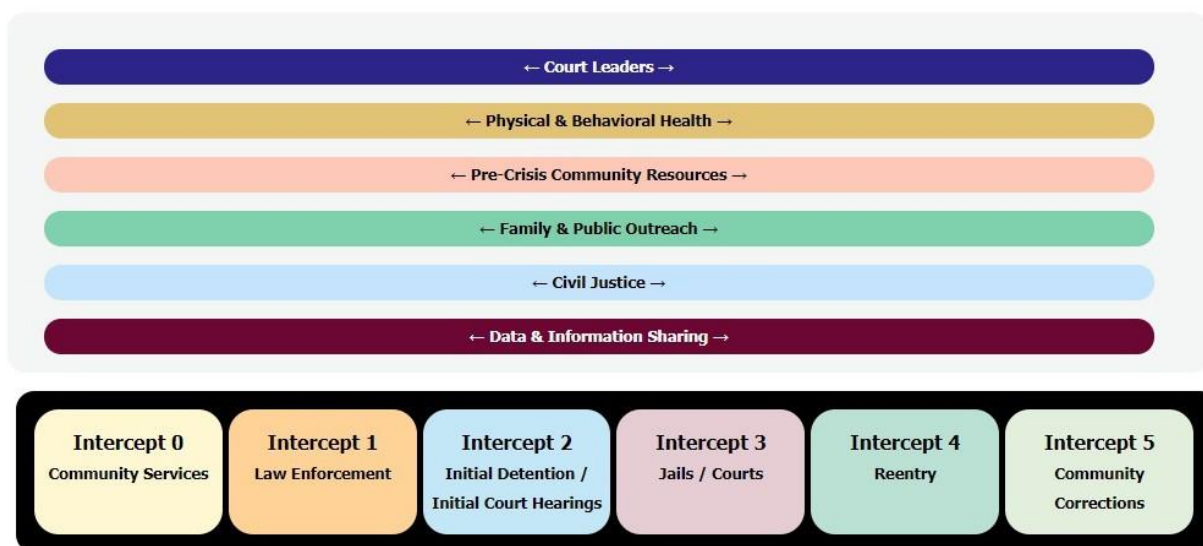 ← Court Leaders →
← Physical & Behavioral Health →
← Pre-Crisis Community Resources →
← Family & Public Outreach →
← Civil Justice →
← Data & Information Sharing →
Intercept 0
Community Services
Intercept 1
Law Enforcement
Intercept 2
Initial Detention /
Initial Court Hearings
Intercept 3
Jails / Courts
Intercept 4
Reentry
Intercept 5
Community
Corrections